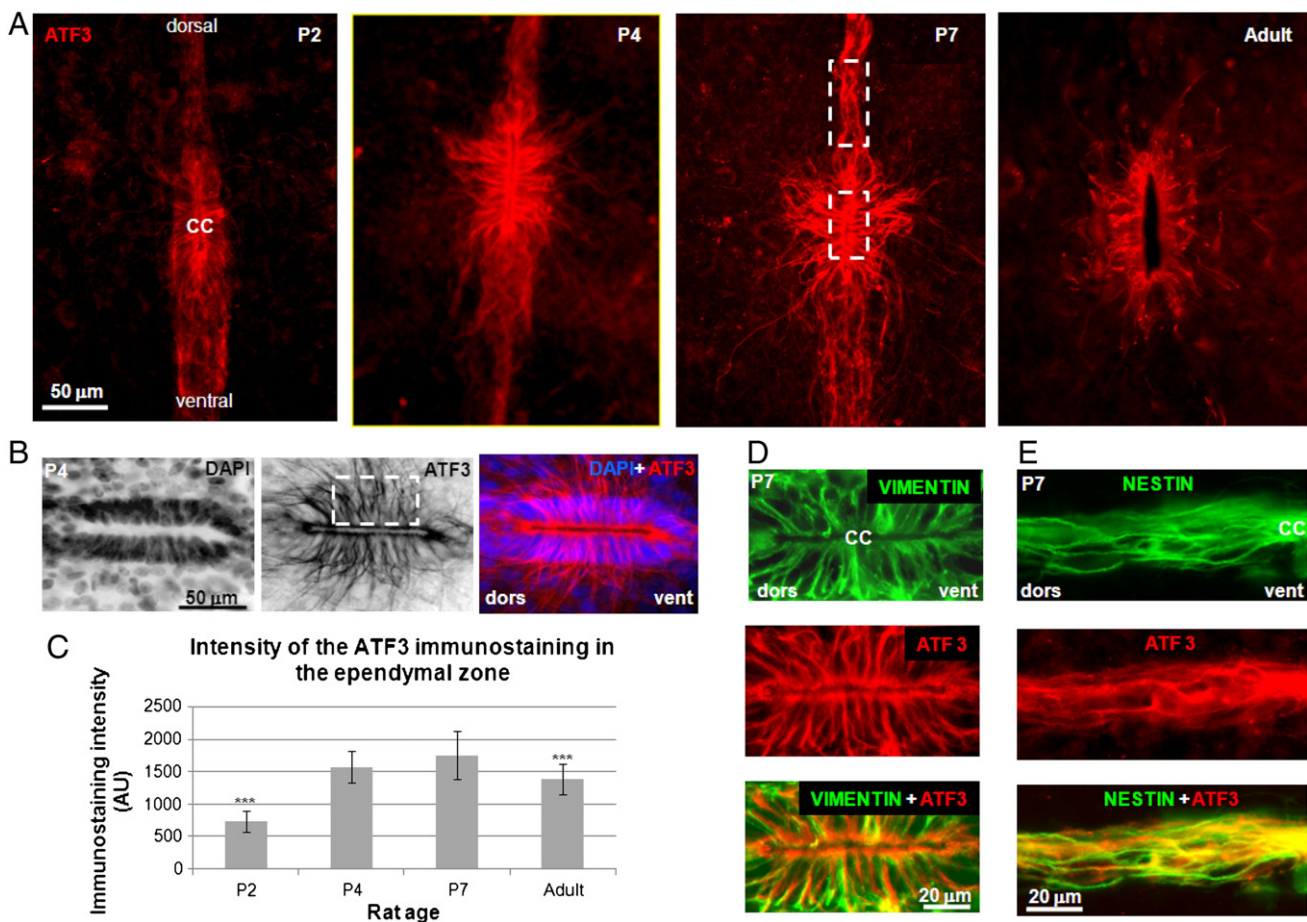 A
ATF3
dorsal
P2
P4
P7
Adult
CC
50 µm
ventral
B
P4
DAPI
ATF3
DAPI+ATF3
50 µm
dors
vent
C
Intensity of the ATF3 immunostaining in
the ependymal zone
Immunostaining intensity
(AU)
2500
2000
1500
1000
500
0
***
***
P2
P4
P7
Adult
Rat age
D
P7
VIMENTIN
CC
dors
vent
ATF 3
VIMENTIN + ATF3
20 µm
E
P7
NESTIN
CC
dors
vent
ATF 3
NESTIN +ATF3
20 µm